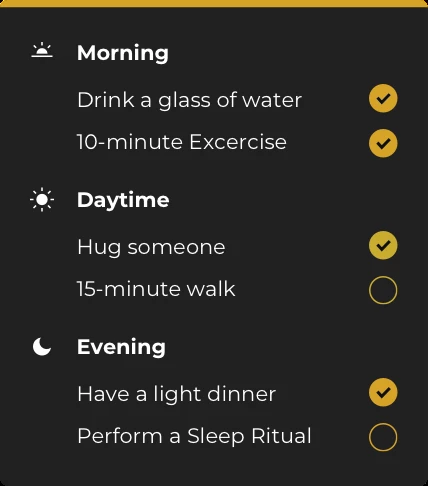 Morning
Drink a glass of water
10-minute Excercise
Daytime
Hug someone
15-minute walk
Evening
Have a light dinner
Perform a Sleep Ritual